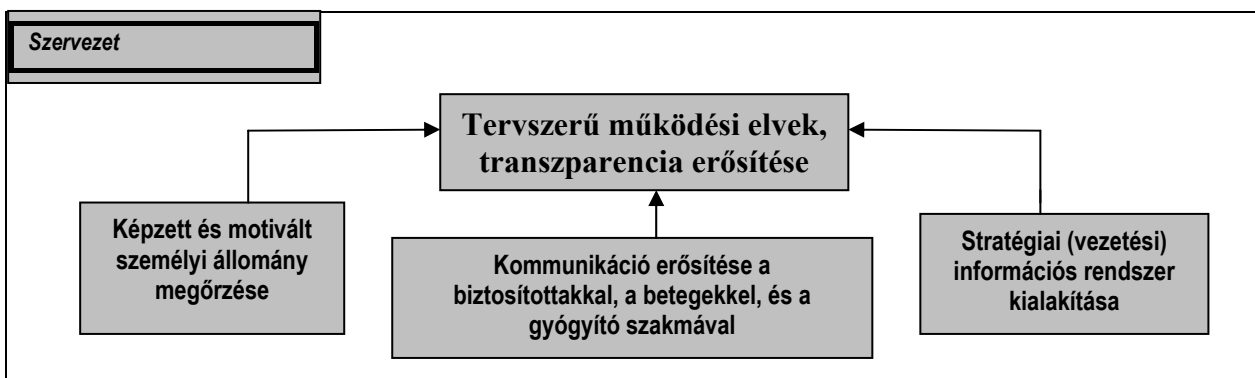 Szervezet
Tervszerű működési elvek,
transzparencia erősítése
Képzett és motivált
személyi állomány
megőrzése
Kommunikáció erősítése a
biztosítottakkal, a betegekkel, és a
gyógyító szakmával
Stratégiai (vezetési)
információs rendszer
kialakítása